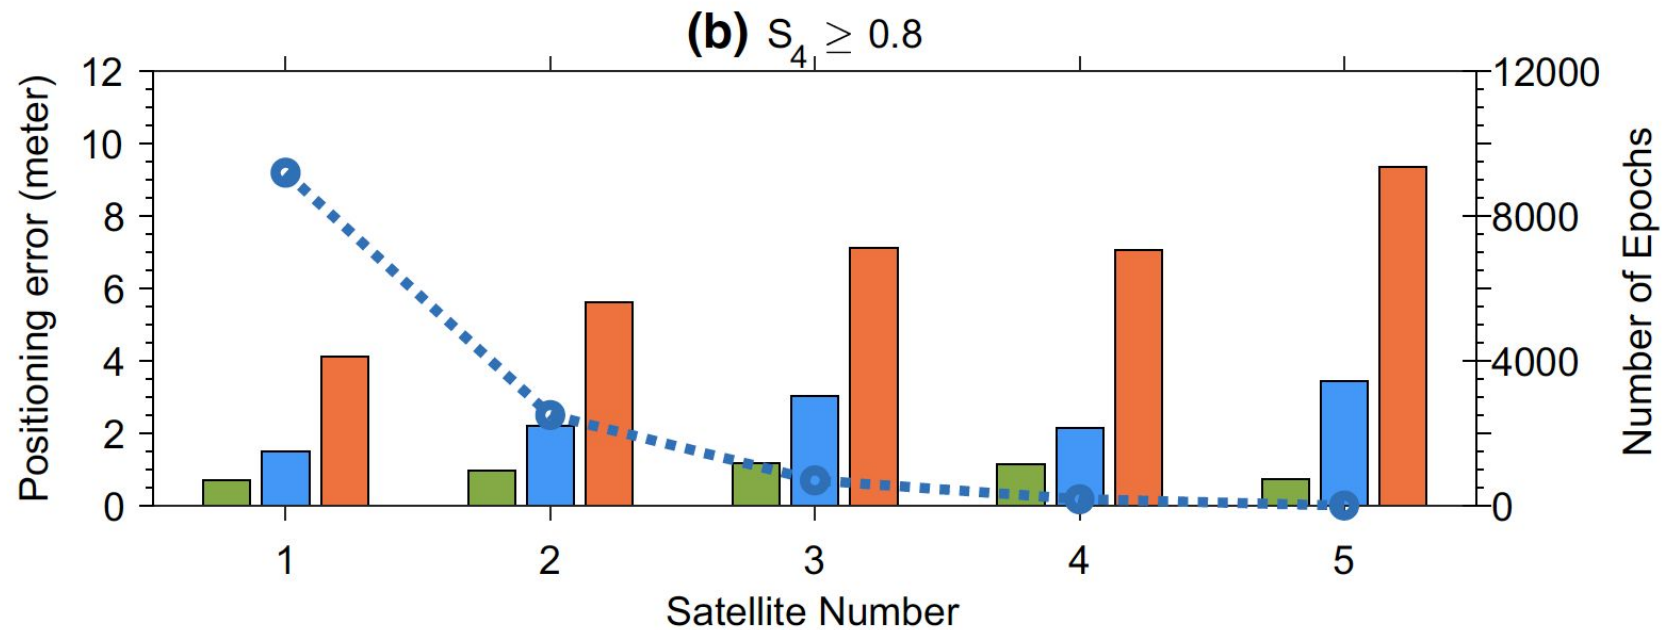 (b) S₄ ≥ 0.8
Positioning error (meter)
12
10
8
6
4
2
0
12000
8000
4000
0
Number of Epochs
1 2 3 4 5
Satellite Number